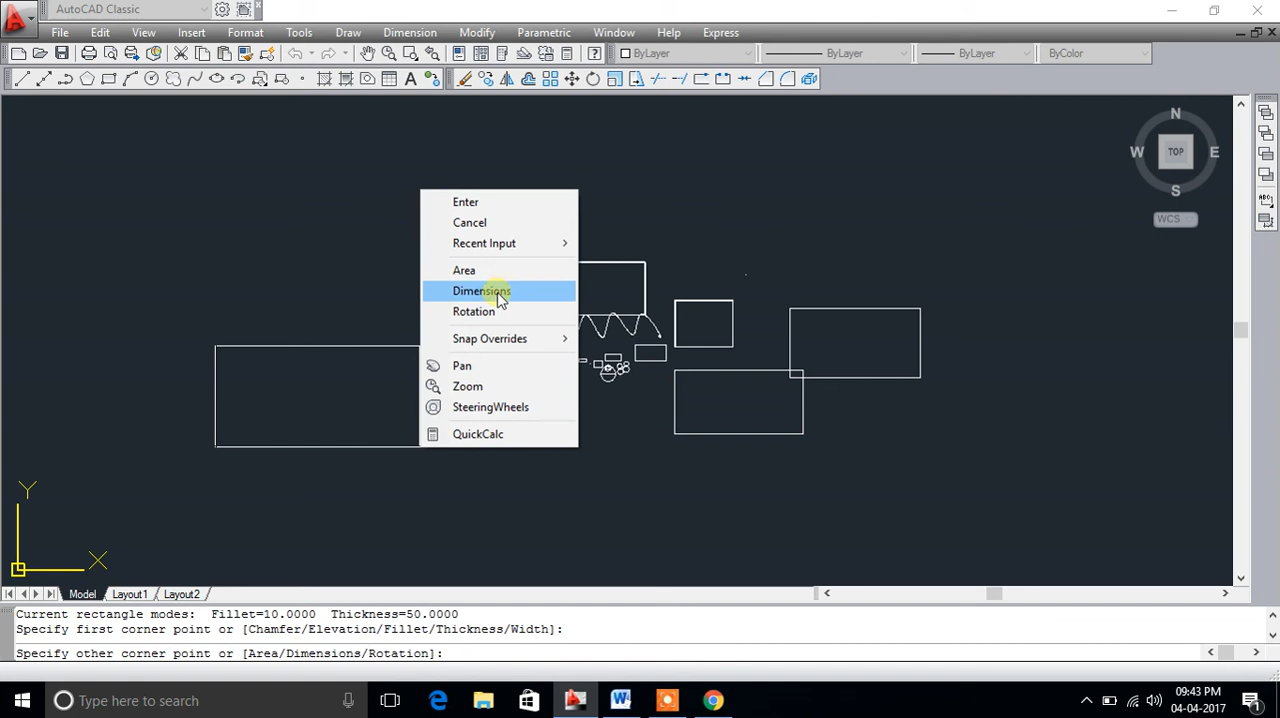 AutoCAD Classic
File Edit View Insert Format Tools Draw Dimension Modify Parametric Window Help Express
ByLayer ByLayer ByLayer ByColor
A
ABC
N
W TOP E
S
WCS
Enter
Cancel
Recent Input
Area
Dimensions
Rotation
Snap Overrides
Pan
Zoom
SteeringWheels
QuickCalc
Y
X
Model Layout1 Layout2
Current rectangle modes: Fillet=10.0000 Thickness=50.0000
Specify first corner point or [Chamfer/Elevation/Fillet/Thickness/Width]:
Specify other corner point or [Area/Dimensions/Rotation]:
Type here to search
09:43 PM
04-04-2017
1